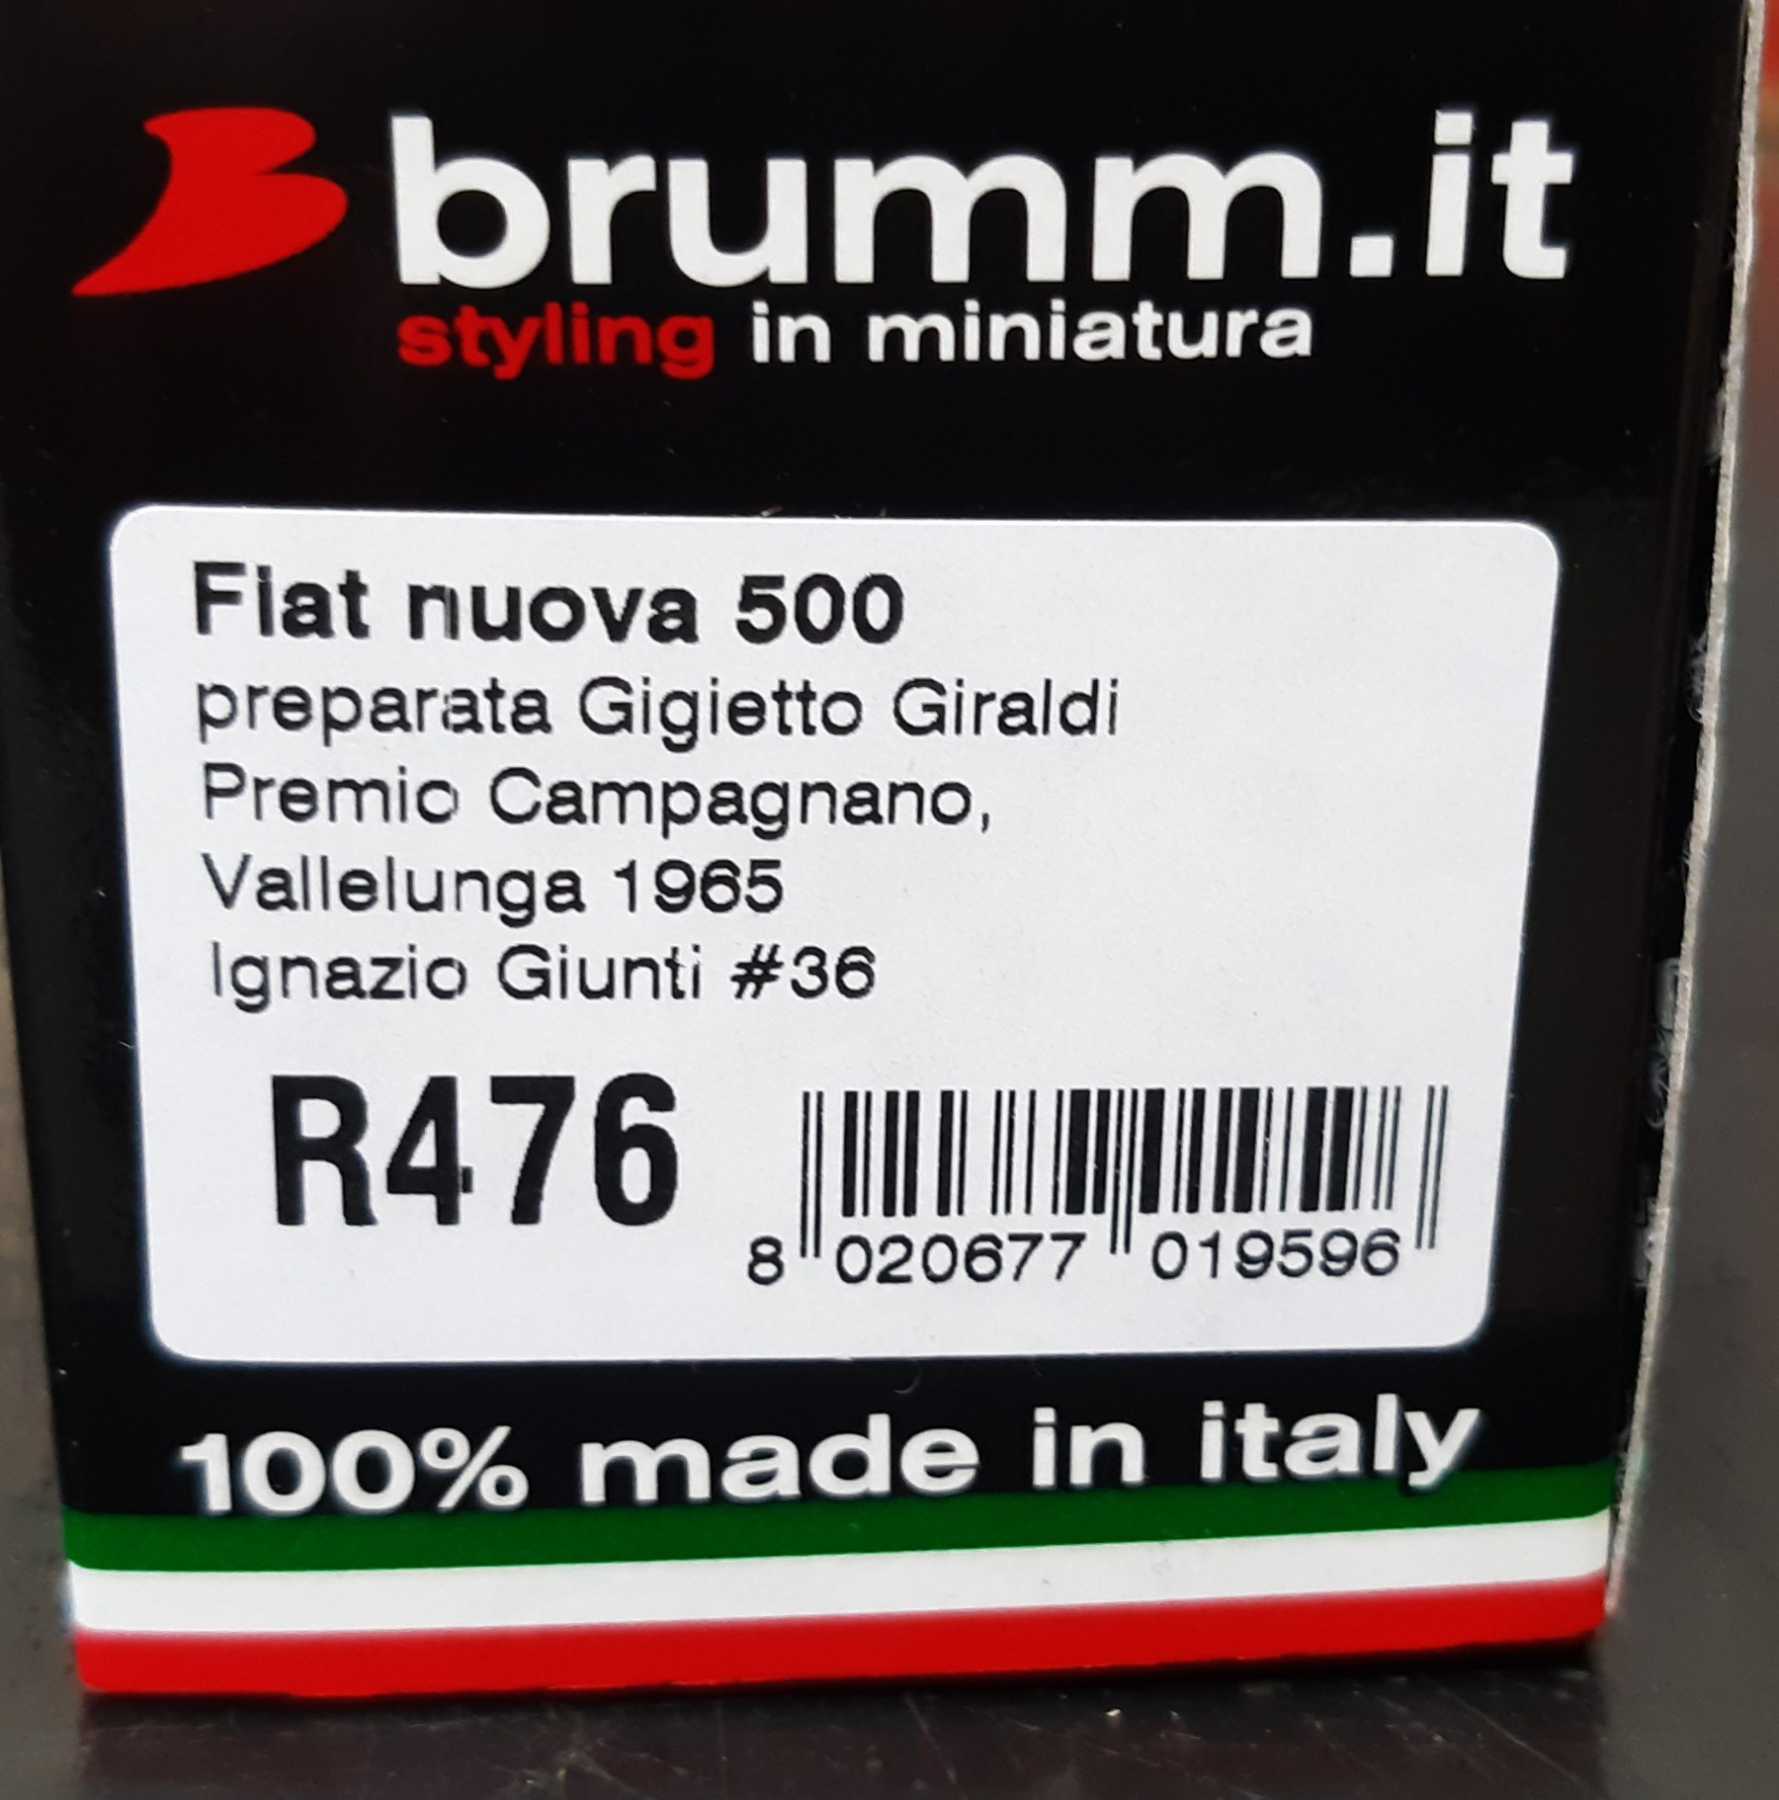 brumm.it
styling in miniatura
Fiat nuova 500
preparata Gigietto Giraldi
Premio Campagnano,
Vallelunga 1965
Ignazio Giunti #36
R476
8 020677 019596
100% made in italy